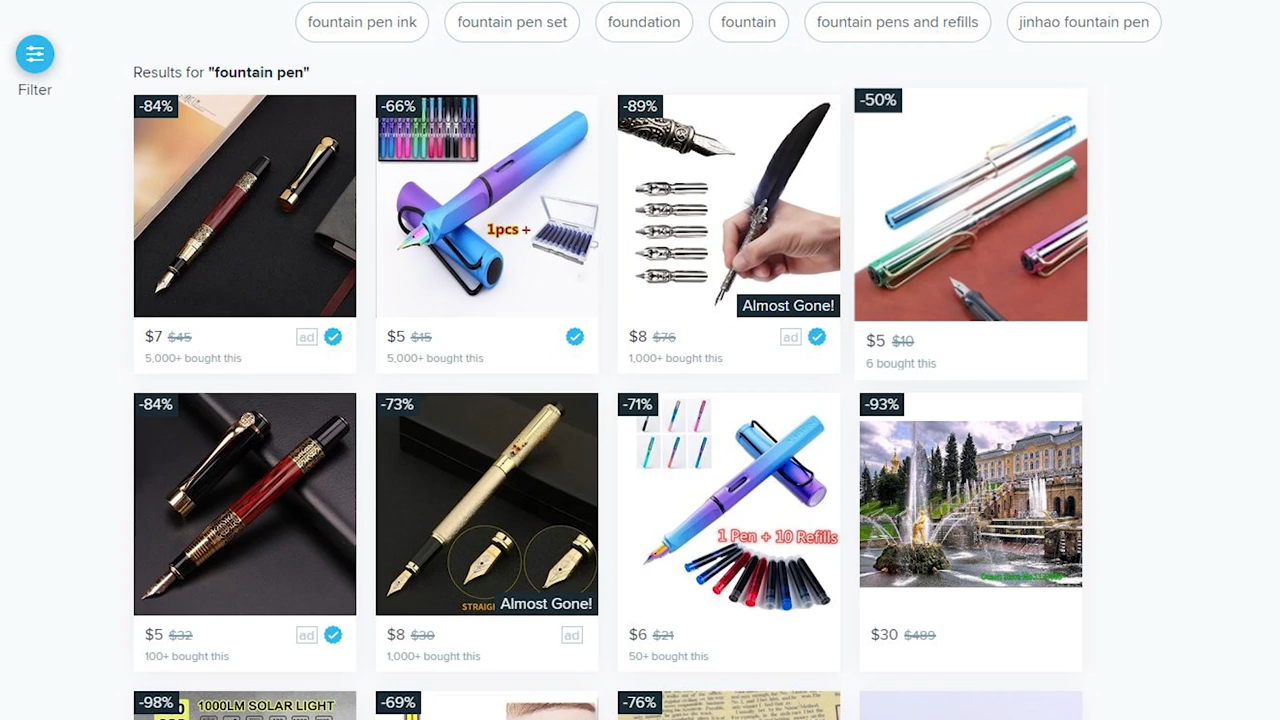 fountain pen ink
fountain pen set
foundation
fountain
fountain pens and refills
jinhao fountain pen
Filter
Results for "fountain pen"
-84%
-66%
-89%
-50%
1pcs +
Almost Gone!
$7 $45 ad
5,000+ bought this
$5 $15
5,000+ bought this
$8 $76 ad
1,000+ bought this
$5 $10
6 bought this
-84%
-73%
-71%
-93%
1 Pen + 10 Refills
STRAIG
Almost Gone!
$5 $32 ad
100+ bought this
$8 $30 ad
1,000+ bought this
$6 $21
50+ bought this
$30 $489
-98%
1000LM SOLAR LIGHT
-69%
-76%